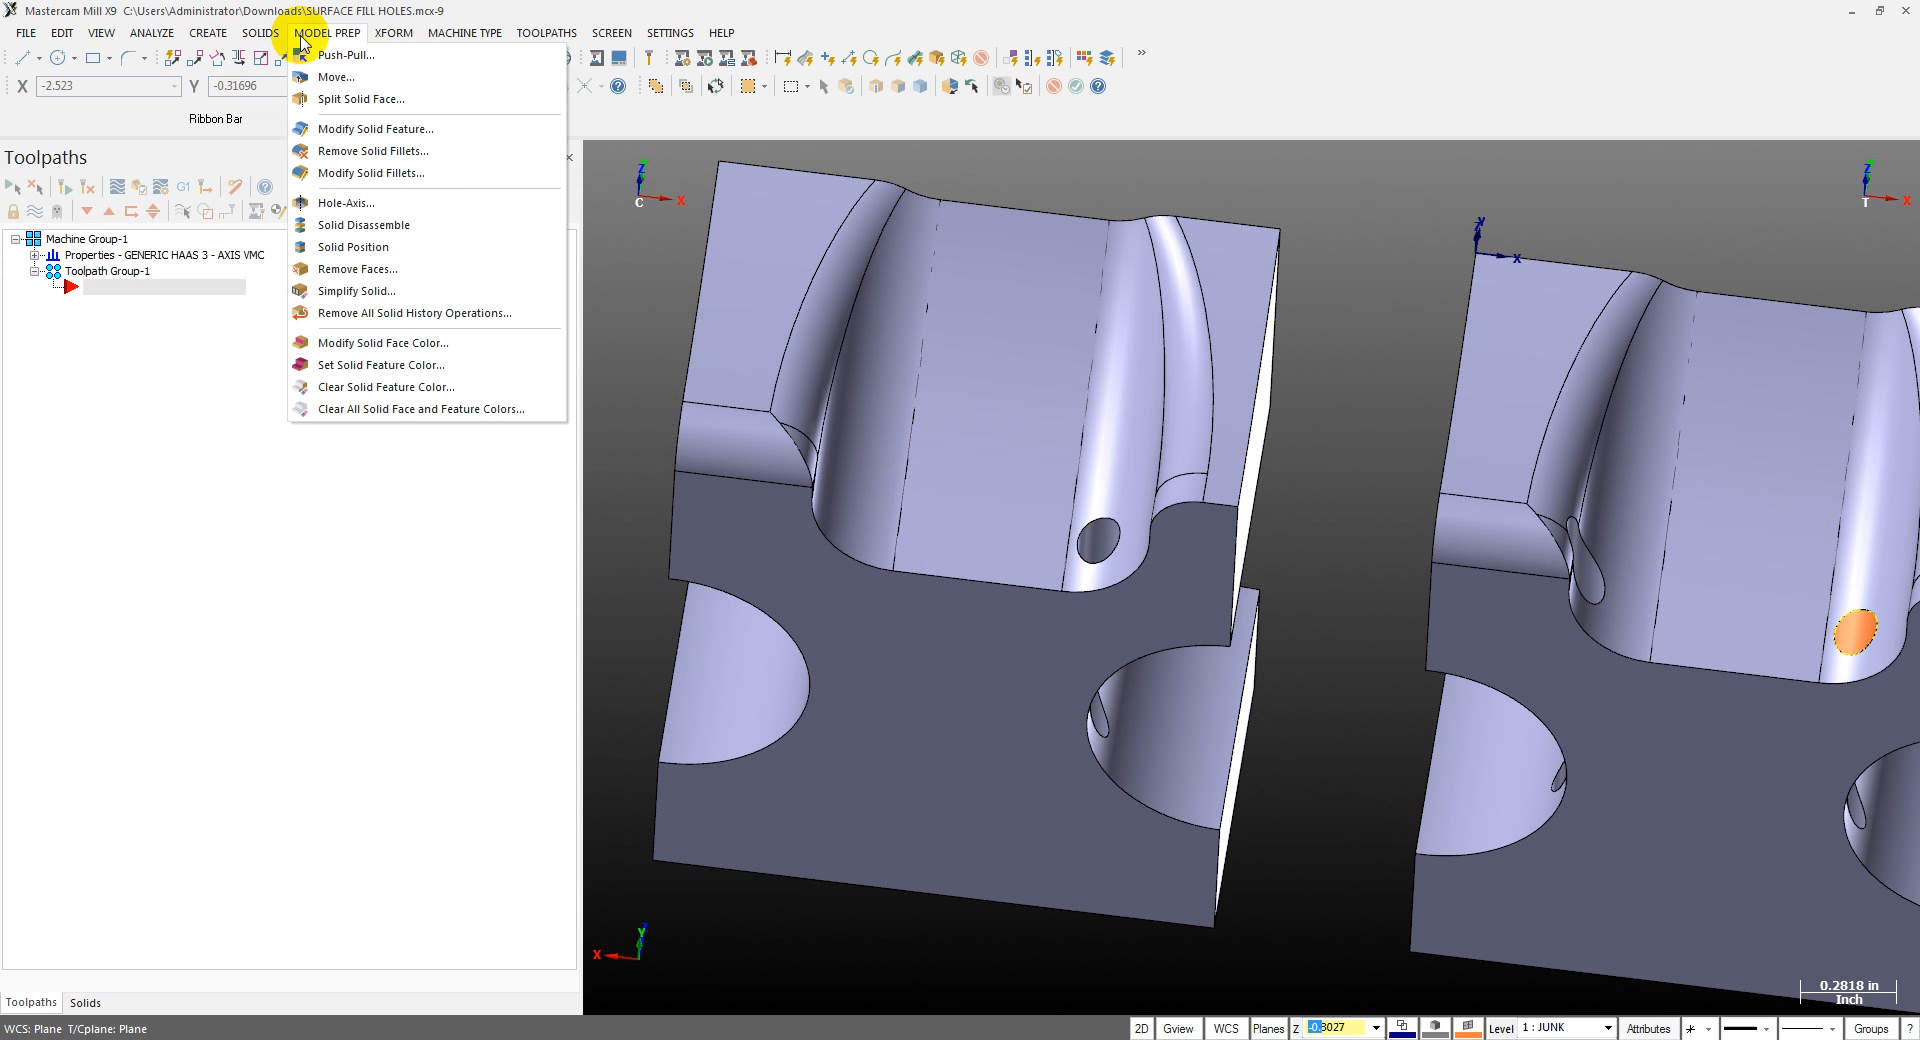 Mastercam Mill X9 C:\Users\Administrator\Downloads\SURFACE FILL HOLES.mcx-9
FILE EDIT VIEW ANALYZE CREATE SOLIDS MODEL PREP XFORM MACHINE TYPE TOOLPATHS SCREEN SETTINGS HELP
X -2.523 Y -0.31696
Ribbon Bar
Toolpaths
G1
Machine Group-1
Properties - GENERIC HAAS 3 - AXIS VMC
Toolpath Group-1
Push-Pull...
Move...
Split Solid Face...
Modify Solid Feature...
Remove Solid Fillets...
Modify Solid Fillets...
Hole-Axis...
Solid Disassemble
Solid Position
Remove Faces...
Simplify Solid...
Remove All Solid History Operations...
Modify Solid Face Color...
Set Solid Feature Color...
Clear Solid Feature Color...
Clear All Solid Face and Feature Colors...
Z
X
C
Z
X
T
Y
X
Y
X
0.2818 in
Inch
Toolpaths Solids
WCS: Plane T/Cplane: Plane
2D Gview WCS Planes Z -0.3027 Level 1 : JUNK Attributes Groups ?